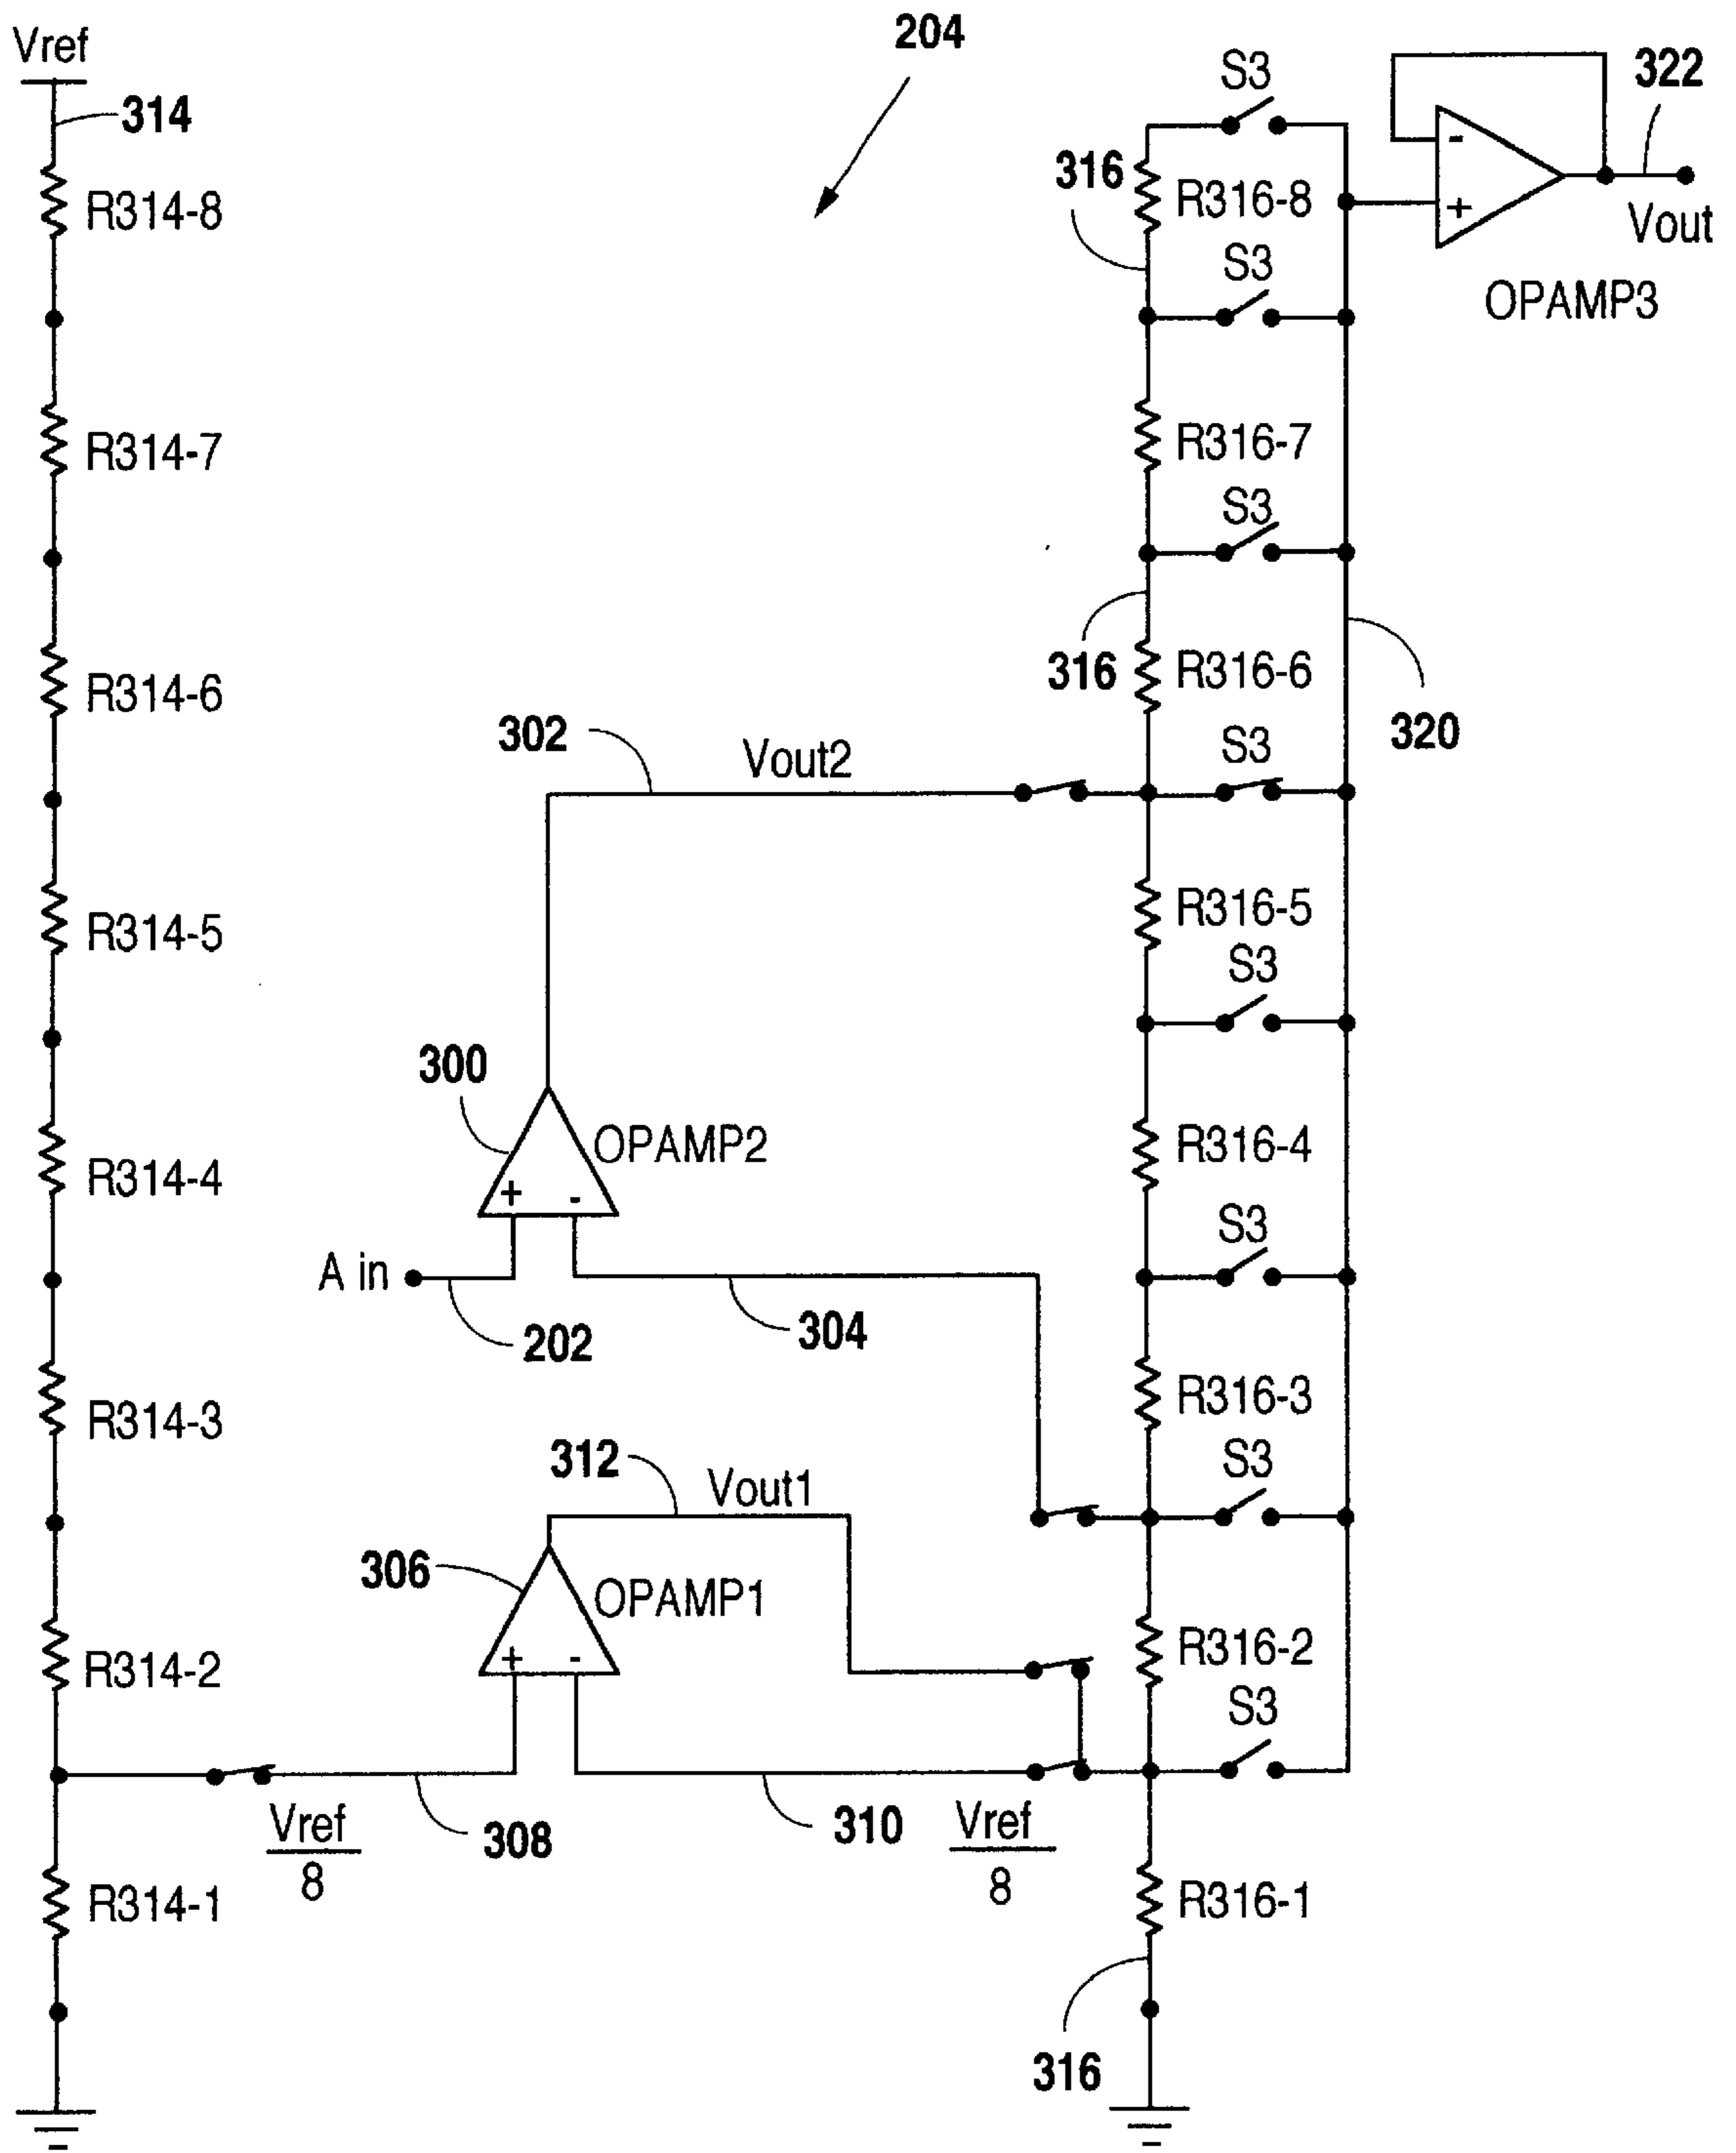 Vref
204
S3
322
314
-
316
R314-8
R316-8
+
Vout
S3
OPAMP3
R314-7
R316-7
S3
316
R314-6
R316-6
302
Vout2
S3
320
R314-5
R316-5
S3
300
OPAMP2
R314-4
R316-4
+ -
S3
A in
202
304
R314-3
R316-3
312
Vout1
S3
306
OPAMP1
R314-2
+ -
R316-2
S3
Vref
8
308
310
Vref
8
R314-1
R316-1
316